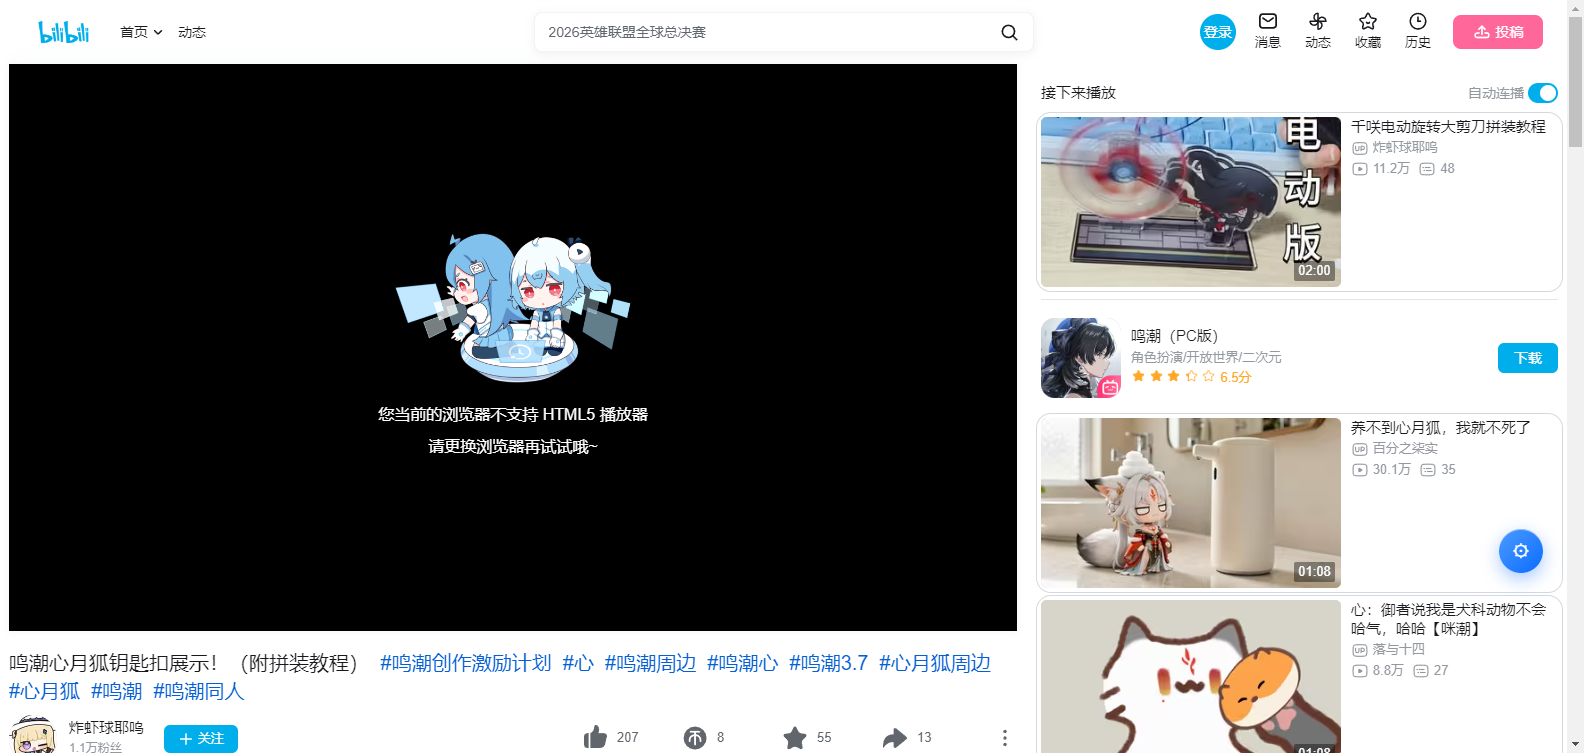 bilibili
首页
动态
2026英雄联盟全球总决赛
登录
消息
动态
收藏
历史
投稿
您当前的浏览器不支持 HTML5 播放器
请更换浏览器再试试哦~
鸣潮心月狐钥匙扣展示！（附拼装教程） #鸣潮创作激励计划 #心 #鸣潮周边 #鸣潮心 #鸣潮3.7 #心月狐周边
#心月狐 #鸣潮 #鸣潮同人
炸虾球耶呜
1.1万粉丝
+ 关注
207
8
55
13
接下来播放
自动连播
电动版
02:00
千咲电动旋转大剪刀拼装教程
UP 炸虾球耶呜
11.2万 48
鸣潮（PC版）
角色扮演/开放世界/二次元
6.5分
下载
01:08
养不到心月狐，我就不死了
UP 百分之柒实
30.1万 35
心：御者说我是犬科动物不会
哈气，哈哈【咪潮】
UP 落与十四
8.8万 27
01:08